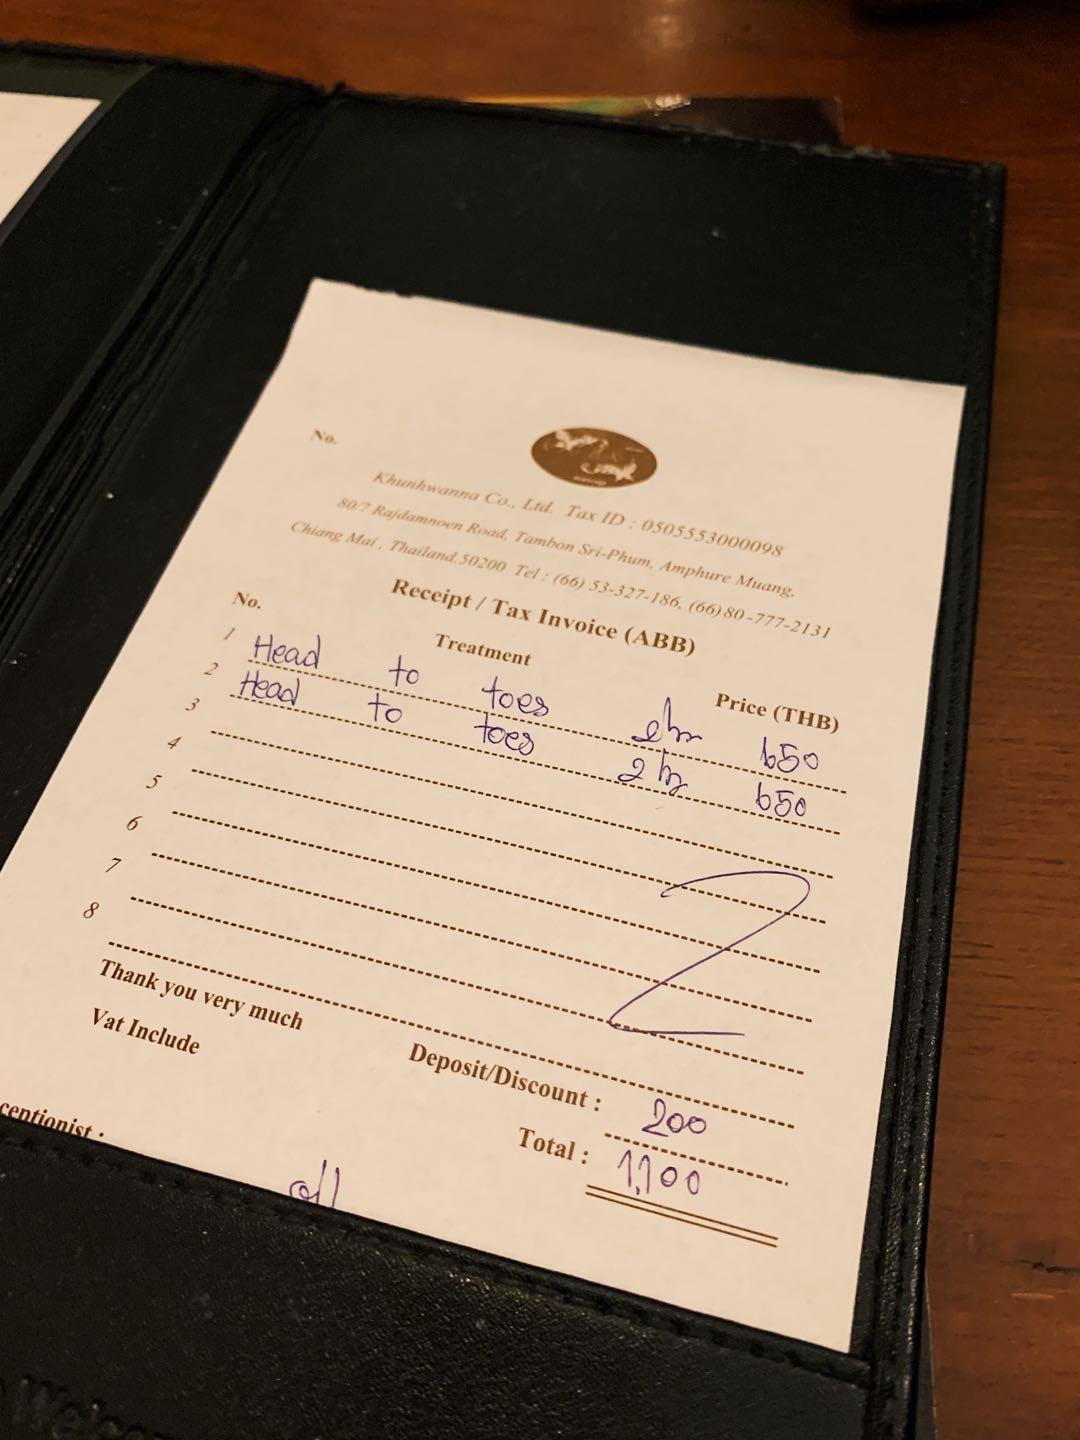 No.
Khunhwanna Co., Ltd. Tax ID : 0505553000098
80/7 Rajdamnoen Road, Tambon Sri-Phum, Amphure Muang,
Chiang Mai , Thailand.50200 Tel : (66) 53-327-186, (66)80-777-2131
Receipt / Tax Invoice (ABB)
No. Treatment Price (THB)
1 Head to toes 2hr 650
2 Head to toes 2hr 650
3
4
5
6
7
8
Thank you very much
Vat Include
Deposit/Discount : 200
Total : 1,100
ceptionist :